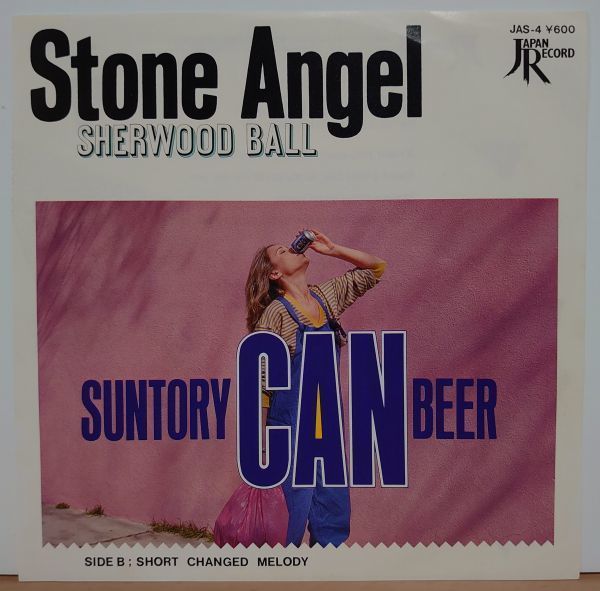 JAS-4 ¥600
JAPAN RECORD
Stone Angel
SHERWOOD BALL
SUNTORY CAN BEER
SIDE B ; SHORT CHANGED MELODY